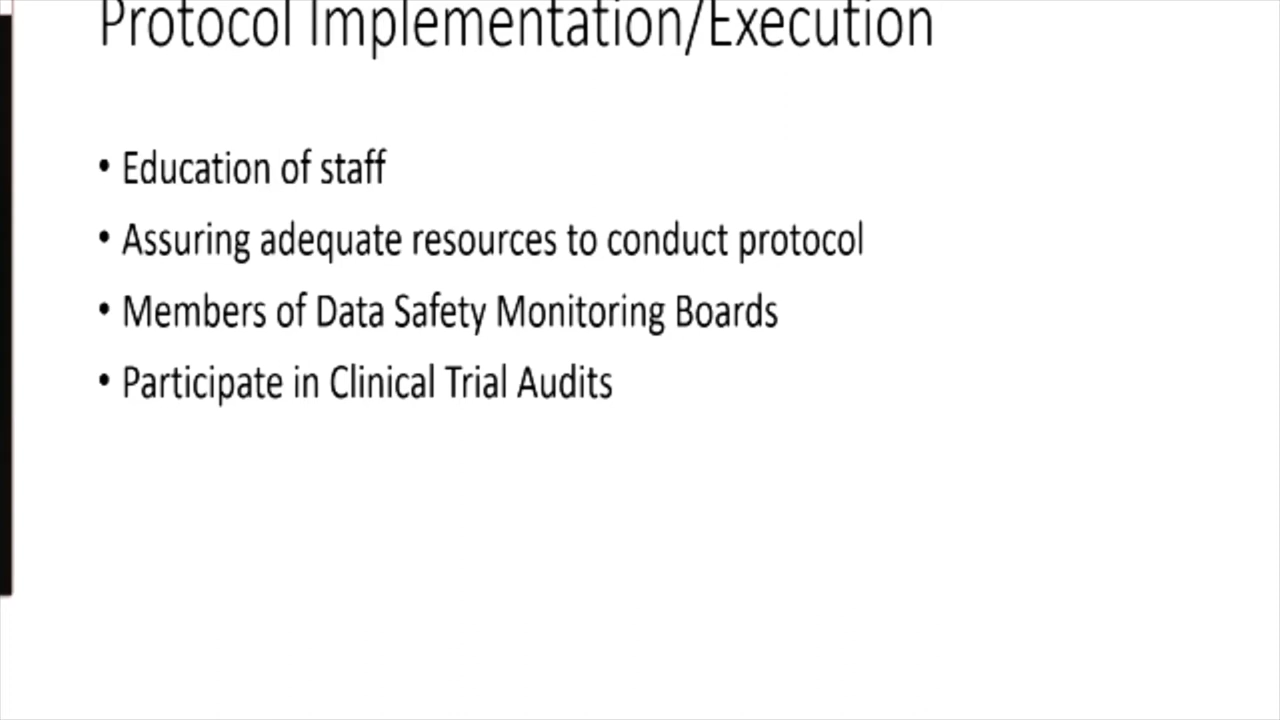 Protocol Implementation/Execution
• Education of staff
• Assuring adequate resources to conduct protocol
• Members of Data Safety Monitoring Boards
• Participate in Clinical Trial Audits